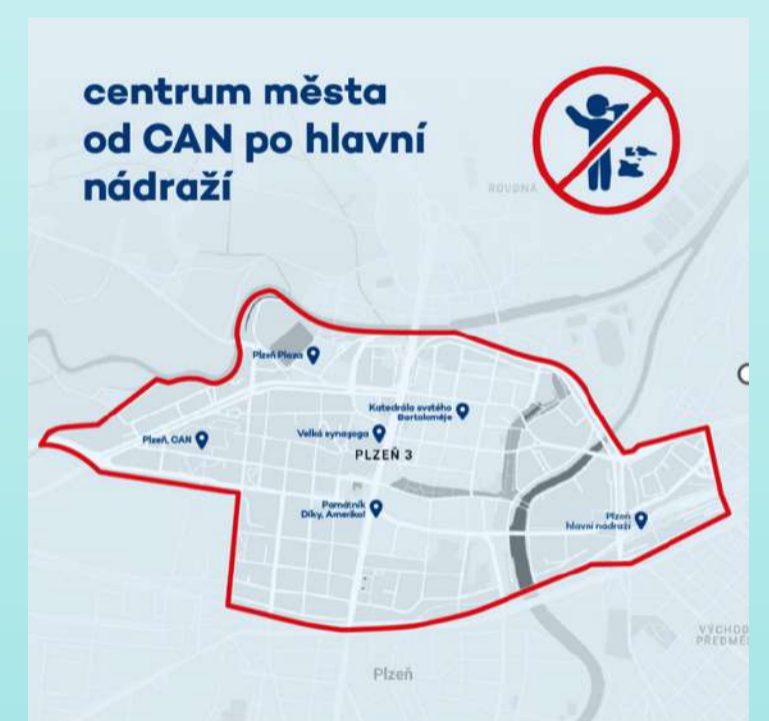 centrum města
od CAN po hlavní
nádraží
ROUDNÁ
Plzeň Plaza
Katedrála svatého
Bartoloměje
Velká synagoga
Plzeň, CAN
PLZEŇ 3
Památník
Díky, Ameriko!
Plzeň
hlavní nádraží
VÝCHOD
PŘEDMĚS
Plzeň